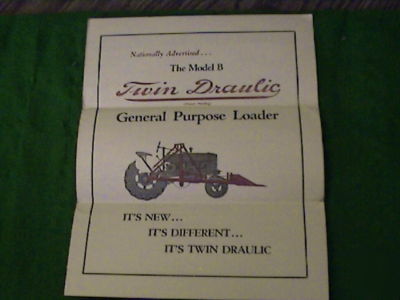 Nationally Advertised...
The Model B
Twin Draulic
General Purpose Loader
IT'S NEW...
IT'S DIFFERENT...
IT'S TWIN DRAULIC